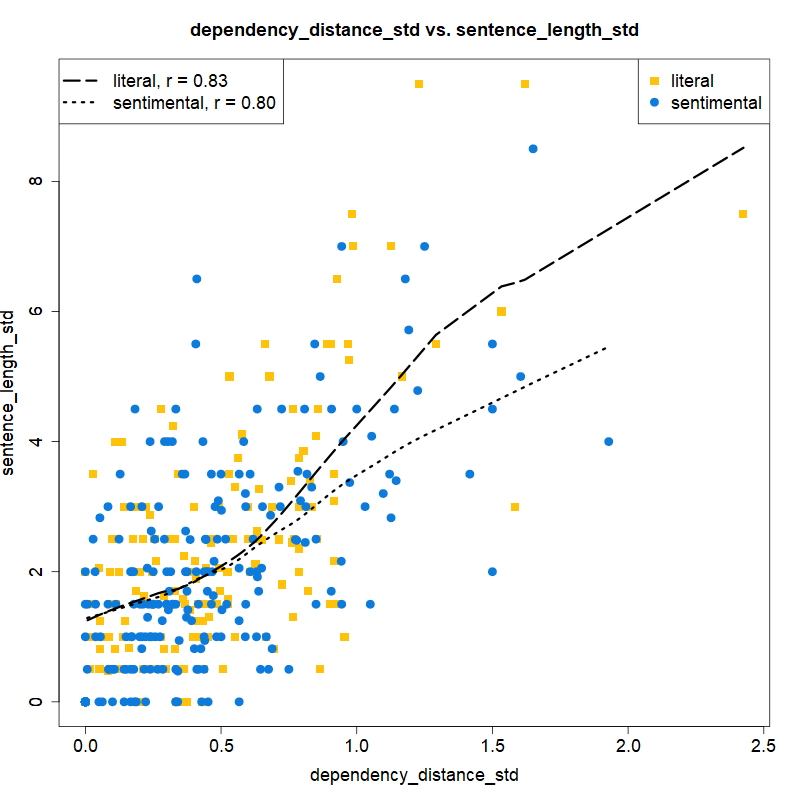 dependency_distance_std vs. sentence_length_std
literal, r = 0.83
sentimental, r = 0.80
literal
sentimental
sentence_length_std
8
6
4
2
0
0.0 0.5 1.0 1.5 2.0 2.5
dependency_distance_std